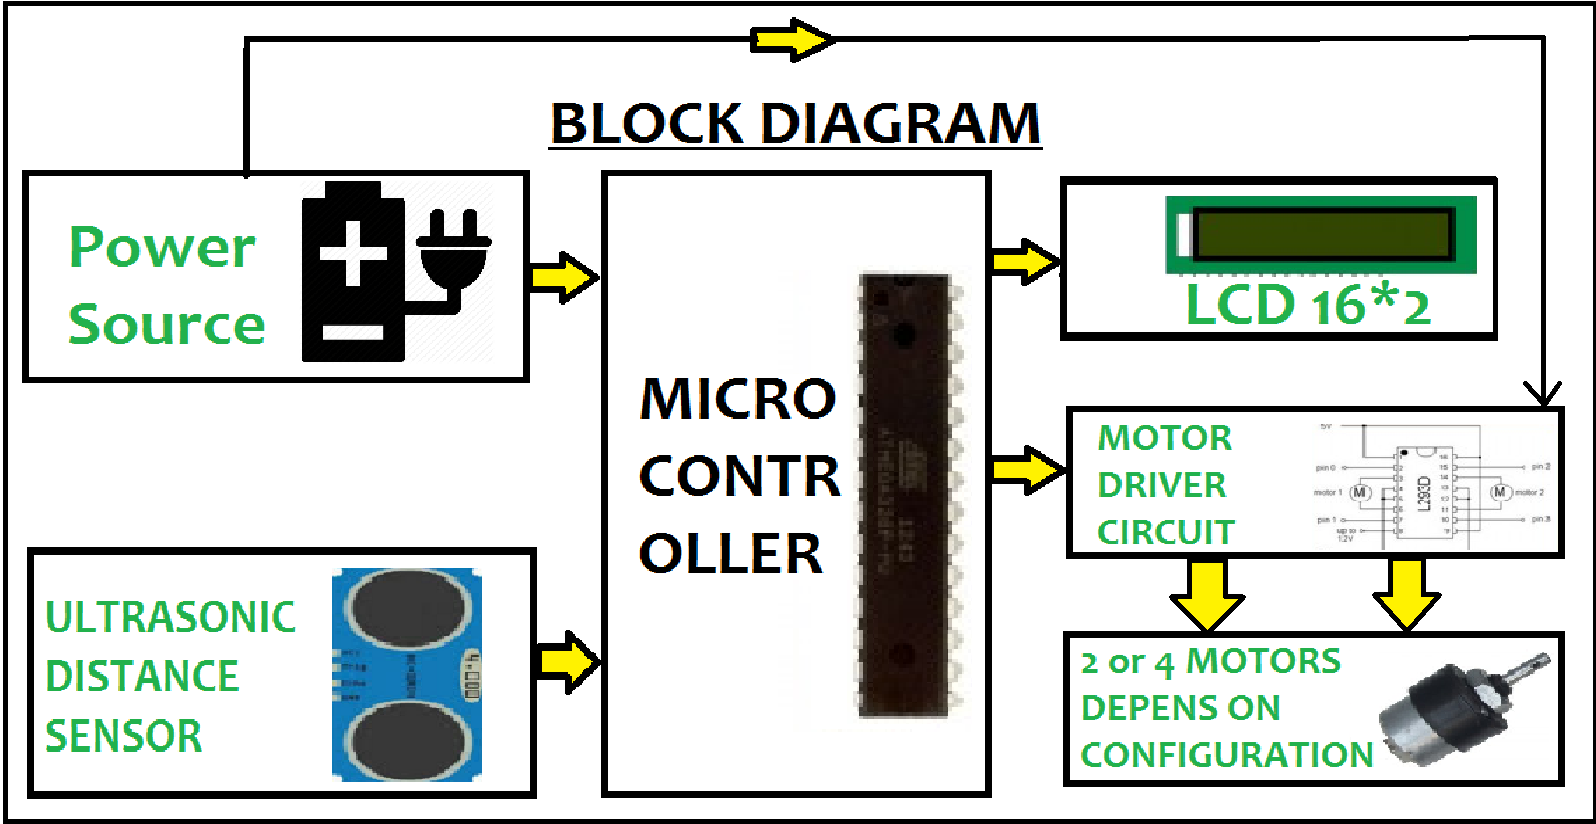 BLOCK DIAGRAM
Power
Source
MICRO
CONTR
OLLER
LCD 16*2
MOTOR
DRIVER
CIRCUIT
5V
pin 0
motor 1
pin 1
12V
M
L293D
M
pin 2
motor 2
pin 3
ULTRASONIC
DISTANCE
SENSOR
2 or 4 MOTORS
DEPENS ON
CONFIGURATION